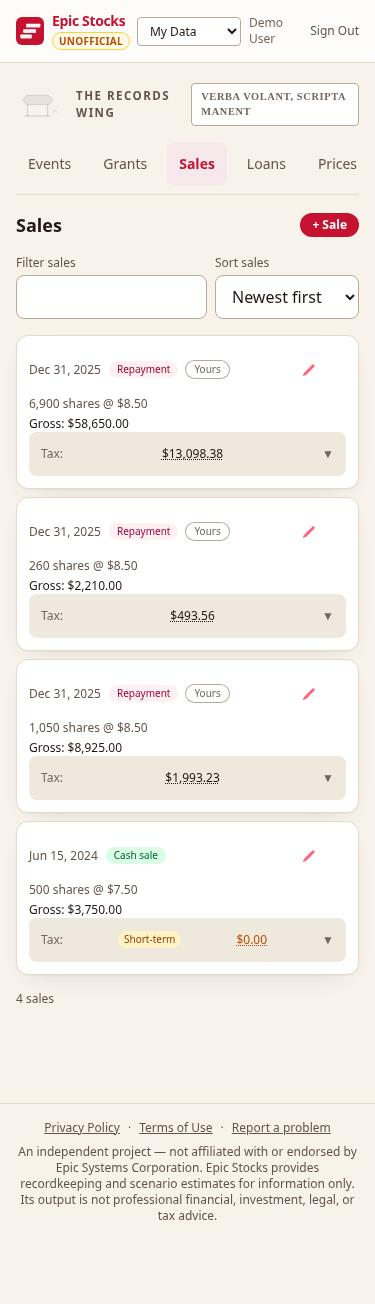 Epic Stocks
UNOFFICIAL
My Data
Demo User
Sign Out
THE RECORDS WING
VERBA VOLANT, SCRIPTA MANENT
Events Grants Sales Loans Prices
Sales
+ Sale
Filter sales
Sort sales
Newest first
Dec 31, 2025 Repayment Yours
6,900 shares @ $8.50
Gross: $58,650.00
Tax: $13,098.38 ▼
Dec 31, 2025 Repayment Yours
260 shares @ $8.50
Gross: $2,210.00
Tax: $493.56 ▼
Dec 31, 2025 Repayment Yours
1,050 shares @ $8.50
Gross: $8,925.00
Tax: $1,993.23 ▼
Jun 15, 2024 Cash sale
500 shares @ $7.50
Gross: $3,750.00
Tax: Short-term $0.00 ▼
4 sales
Privacy Policy · Terms of Use · Report a problem
An independent project — not affiliated with or endorsed by
Epic Systems Corporation. Epic Stocks provides
recordkeeping and scenario estimates for information only.
Its output is not professional financial, investment, legal, or
tax advice.